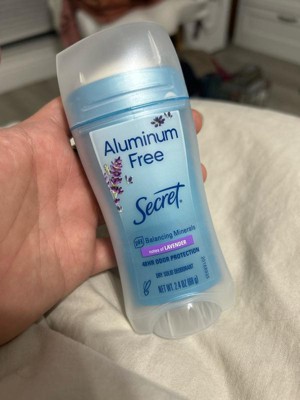 Aluminum
Free
Secret
pH Balancing Minerals
notes of LAVENDER
48HR ODOR PROTECTION
DRY SOLID DEODORANT
NET WT. 2.4 OZ (68 g)